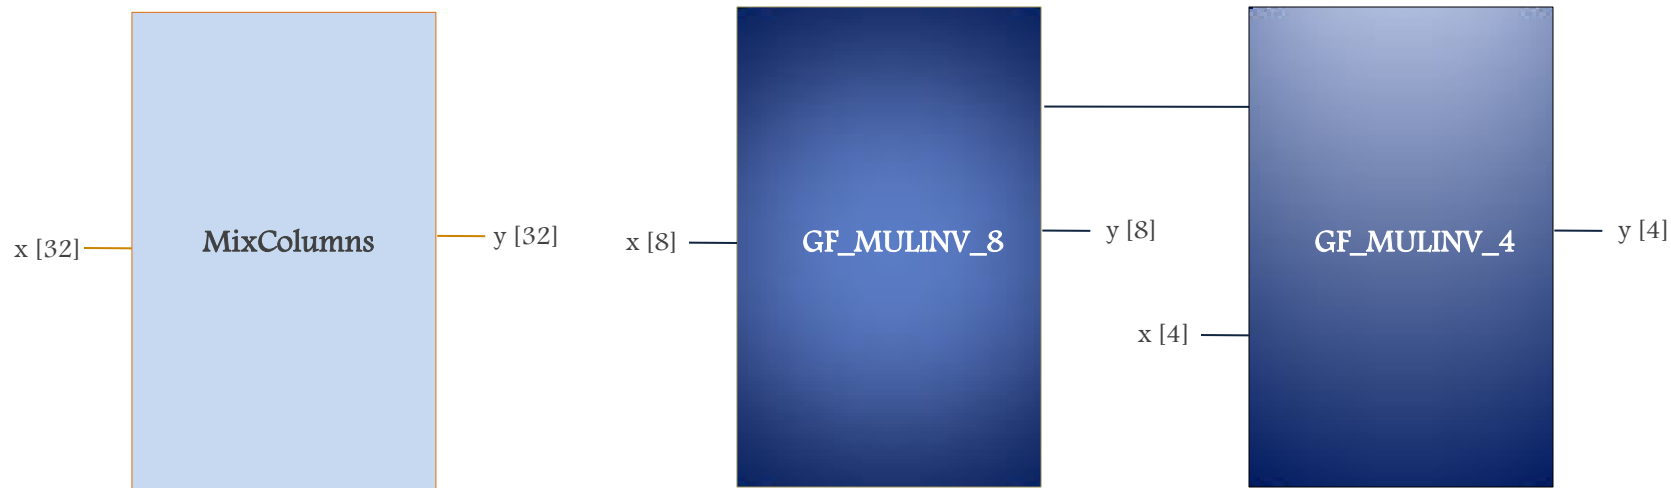 x [32]
MixColumns
y [32]
x [8]
GF_MULINV_8
y [8]
x [4]
GF_MULINV_4
y [4]